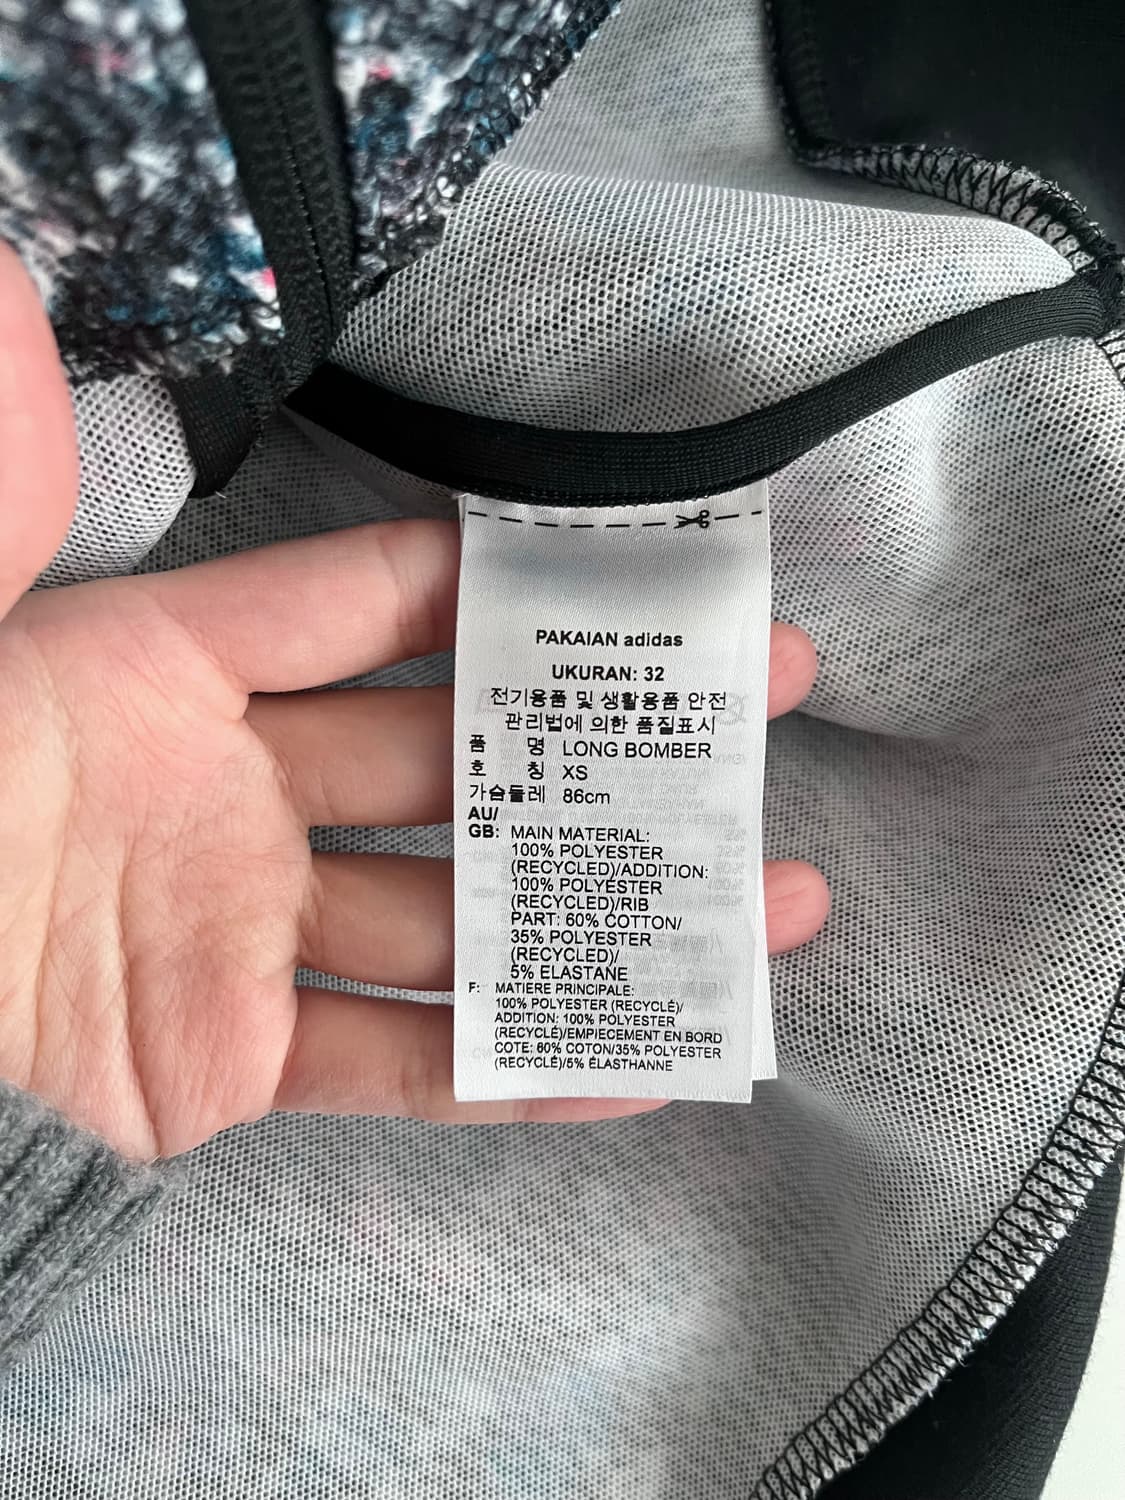 PAKAIAN adidas
UKURAN: 32
전기용품 및 생활용품 안전
관리법에 의한 품질표시
품 명 LONG BOMBER
호 칭 XS
가슴둘레 86cm
AU/
GB: MAIN MATERIAL:
100% POLYESTER
(RECYCLED)/ADDITION:
100% POLYESTER
(RECYCLED)/RIB
PART: 60% COTTON/
35% POLYESTER
(RECYCLED)/
5% ELASTANE
F: MATIERE PRINCIPALE:
100% POLYESTER (RECYCLÉ)/
ADDITION: 100% POLYESTER
(RECYCLÉ)/EMPIECEMENT EN BORD
COTE: 60% COTON/35% POLYESTER
(RECYCLÉ)/5% ÉLASTHANNE